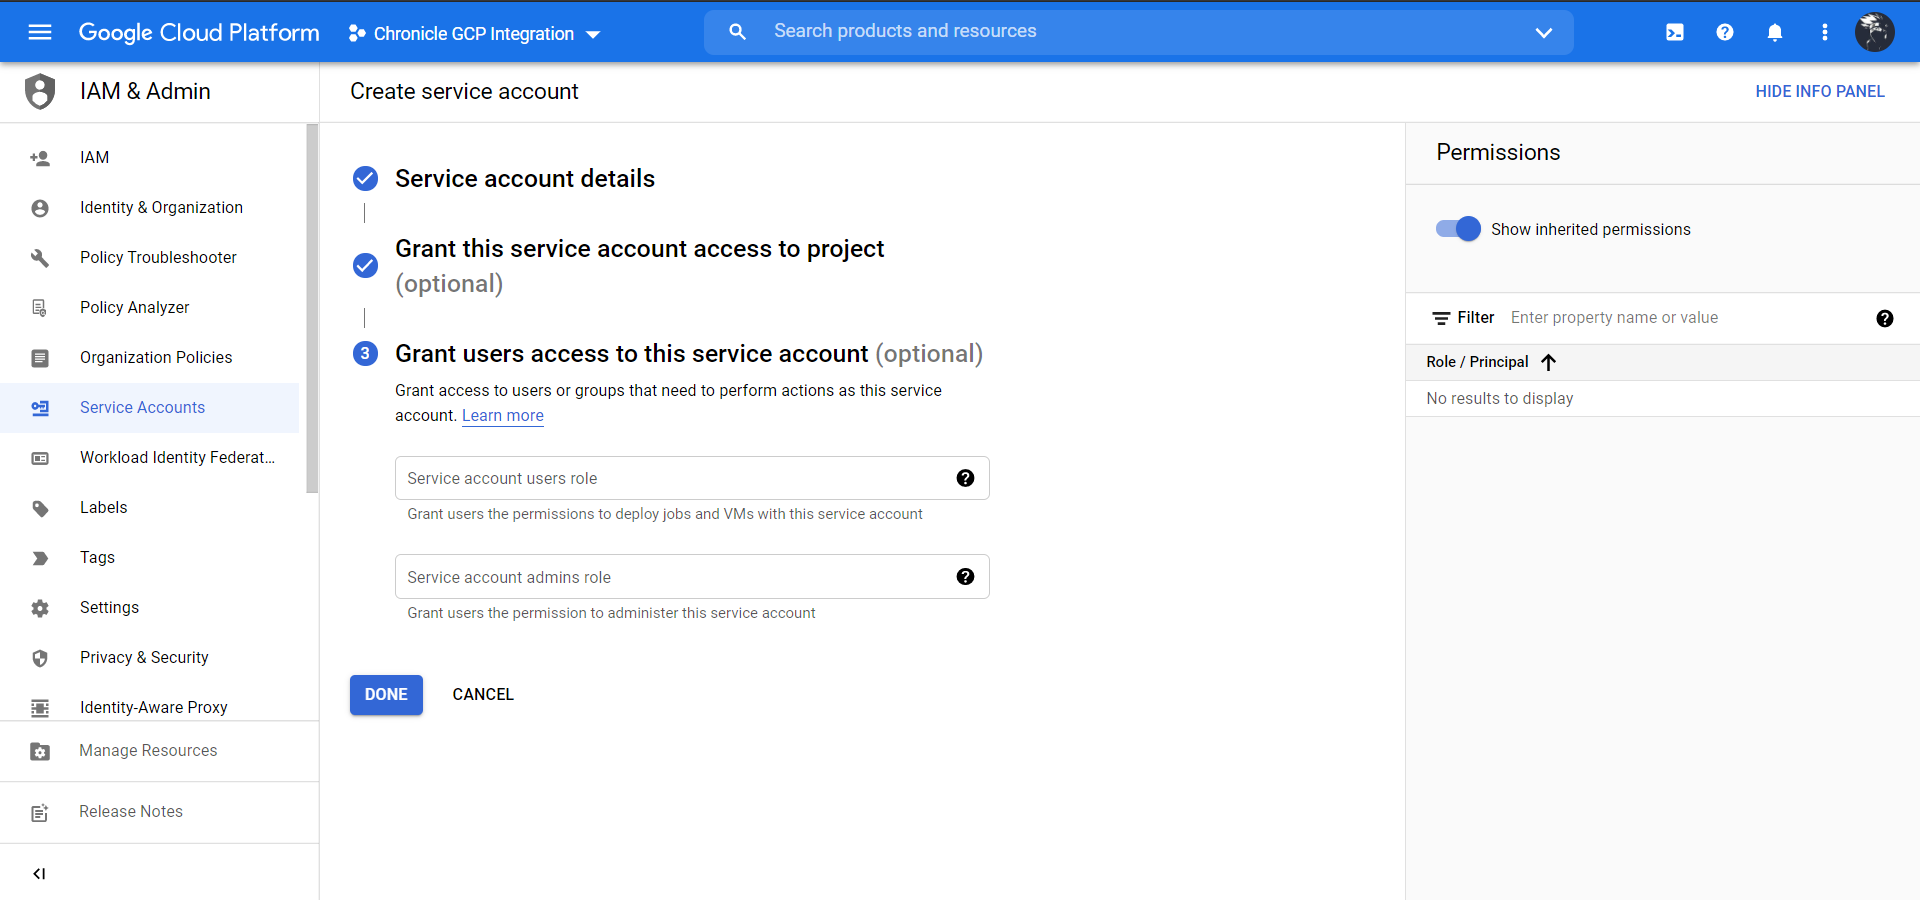 Google Cloud Platform
Chronicle GCP Integration
Search products and resources
IAM & Admin
Create service account
HIDE INFO PANEL
IAM
Identity & Organization
Policy Troubleshooter
Policy Analyzer
Organization Policies
Service Accounts
Workload Identity Federat...
Labels
Tags
Settings
Privacy & Security
Identity-Aware Proxy
Manage Resources
Release Notes
Service account details
Grant this service account access to project
(optional)
3 Grant users access to this service account (optional)
Grant access to users or groups that need to perform actions as this service
account. Learn more
Service account users role
Grant users the permissions to deploy jobs and VMs with this service account
Service account admins role
Grant users the permission to administer this service account
DONE CANCEL
Permissions
Show inherited permissions
Filter Enter property name or value
Role / Principal
No results to display